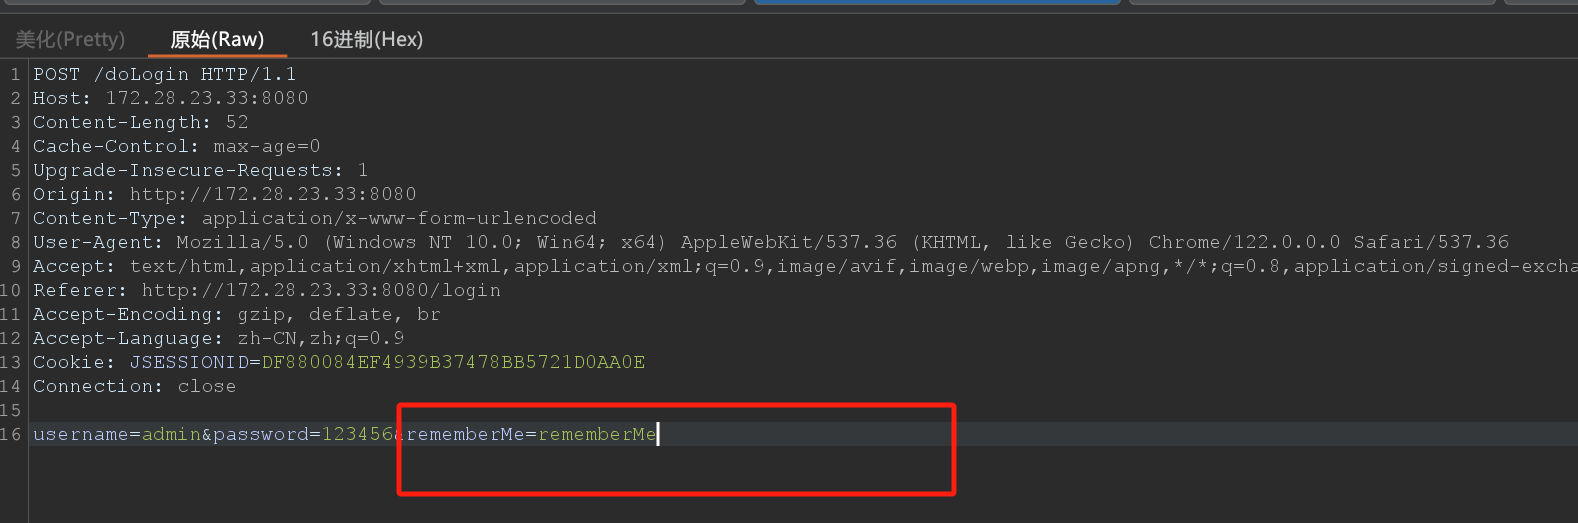 美化(Pretty) 原始(Raw) 16进制(Hex)
1 POST /doLogin HTTP/1.1
2 Host: 172.28.23.33:8080
3 Content-Length: 52
4 Cache-Control: max-age=0
5 Upgrade-Insecure-Requests: 1
6 Origin: http://172.28.23.33:8080
7 Content-Type: application/x-www-form-urlencoded
8 User-Agent: Mozilla/5.0 (Windows NT 10.0; Win64; x64) AppleWebKit/537.36 (KHTML, like Gecko) Chrome/122.0.0.0 Safari/537.36
9 Accept: text/html,application/xhtml+xml,application/xml;q=0.9,image/avif,image/webp,image/apng,*/*;q=0.8,application/signed-excha
10 Referer: http://172.28.23.33:8080/login
11 Accept-Encoding: gzip, deflate, br
12 Accept-Language: zh-CN,zh;q=0.9
13 Cookie: JSESSIONID=DF880084EF4939B37478BB5721D0AA0E
14 Connection: close
15
16 username=admin&password=123456&rememberMe=rememberMe